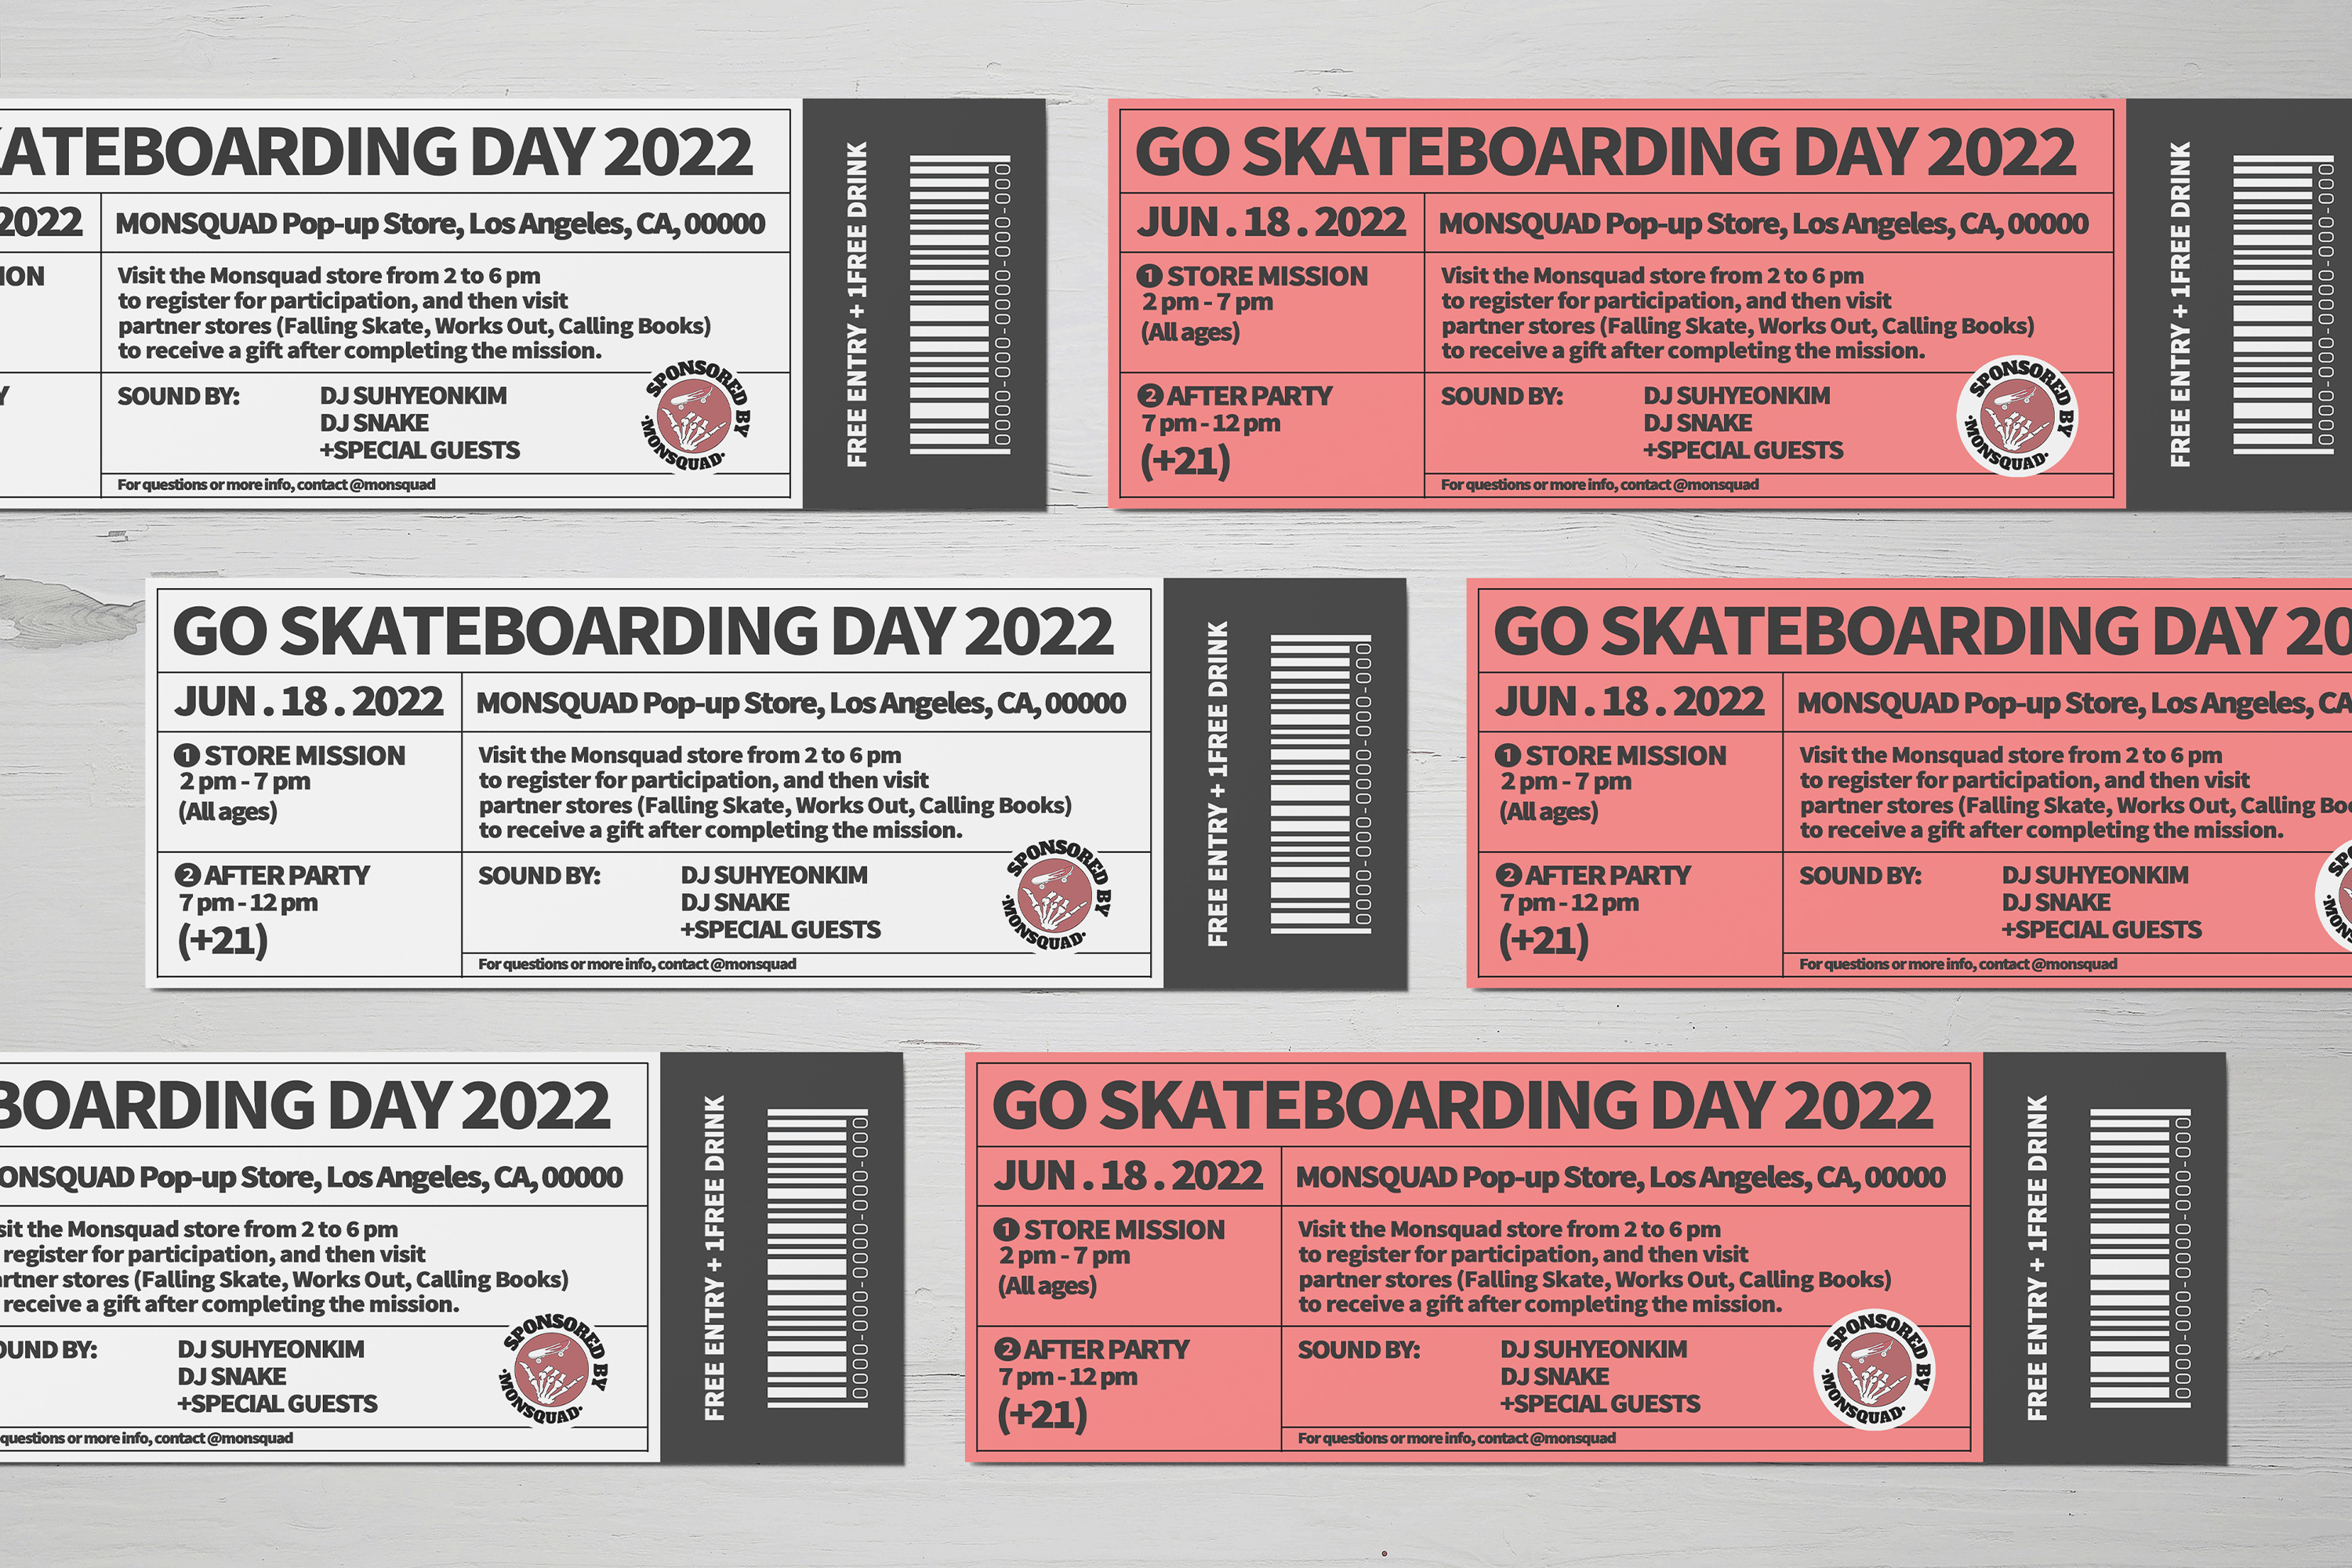 KATEBOARDING DAY 2022
2022
MONSQUAD Pop-up Store, Los Angeles, CA, 00000
ION
Visit the Monsquad store from 2 to 6 pm
to register for participation, and then visit
partner stores (Falling Skate, Works Out, Calling Books)
to receive a gift after completing the mission.
Y
SOUND BY:
DJ SUHYEONKIM
DJ SNAKE
+SPECIAL GUESTS
SPONSORED BY
·MONSQUAD·
For questions or more info, contact @monsquad
FREE ENTRY + 1FREE DRINK
0000-000-0000-0000-000
GO SKATEBOARDING DAY 2022
JUN . 18 . 2022
MONSQUAD Pop-up Store, Los Angeles, CA, 00000
❶ STORE MISSION
2 pm - 7 pm
(All ages)
Visit the Monsquad store from 2 to 6 pm
to register for participation, and then visit
partner stores (Falling Skate, Works Out, Calling Books)
to receive a gift after completing the mission.
❷ AFTER PARTY
7 pm - 12 pm
(+21)
SOUND BY:
DJ SUHYEONKIM
DJ SNAKE
+SPECIAL GUESTS
SPONSORED BY
·MONSQUAD·
For questions or more info, contact @monsquad
FREE ENTRY + 1FREE DRINK
0000-000-0000-0000-000
GO SKATEBOARDING DAY 2022
JUN . 18 . 2022
MONSQUAD Pop-up Store, Los Angeles, CA, 00000
❶ STORE MISSION
2 pm - 7 pm
(All ages)
Visit the Monsquad store from 2 to 6 pm
to register for participation, and then visit
partner stores (Falling Skate, Works Out, Calling Books)
to receive a gift after completing the mission.
❷ AFTER PARTY
7 pm - 12 pm
(+21)
SOUND BY:
DJ SUHYEONKIM
DJ SNAKE
+SPECIAL GUESTS
SPONSORED BY
·MONSQUAD·
For questions or more info, contact @monsquad
FREE ENTRY + 1FREE DRINK
0000-000-0000-0000-000
GO SKATEBOARDING DAY 20
JUN . 18 . 2022
MONSQUAD Pop-up Store, Los Angeles, CA
❶ STORE MISSION
2 pm - 7 pm
(All ages)
Visit the Monsquad store from 2 to 6 pm
to register for participation, and then visit
partner stores (Falling Skate, Works Out, Calling Boo
to receive a gift after completing the mission.
❷ AFTER PARTY
7 pm - 12 pm
(+21)
SOUND BY:
DJ SUHYEONKIM
DJ SNAKE
+SPECIAL GUESTS
For questions or more info, contact @monsquad
BOARDING DAY 2022
ONSQUAD Pop-up Store, Los Angeles, CA, 00000
sit the Monsquad store from 2 to 6 pm
register for participation, and then visit
artner stores (Falling Skate, Works Out, Calling Books)
receive a gift after completing the mission.
OUND BY:
DJ SUHYEONKIM
DJ SNAKE
+SPECIAL GUESTS
SPONSORED BY
·MONSQUAD·
questions or more info, contact @monsquad
FREE ENTRY + 1FREE DRINK
0000-000-0000-0000-000
GO SKATEBOARDING DAY 2022
JUN . 18 . 2022
MONSQUAD Pop-up Store, Los Angeles, CA, 00000
❶ STORE MISSION
2 pm - 7 pm
(All ages)
Visit the Monsquad store from 2 to 6 pm
to register for participation, and then visit
partner stores (Falling Skate, Works Out, Calling Books)
to receive a gift after completing the mission.
❷ AFTER PARTY
7 pm - 12 pm
(+21)
SOUND BY:
DJ SUHYEONKIM
DJ SNAKE
+SPECIAL GUESTS
SPONSORED BY
·MONSQUAD·
For questions or more info, contact @monsquad
FREE ENTRY + 1FREE DRINK
0000-000-0000-0000-000